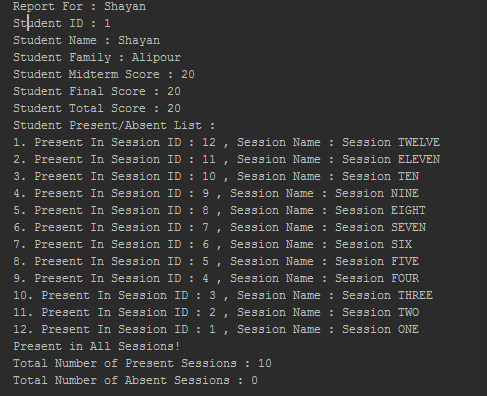 Report For : Shayan
Student ID : 1
Student Name : Shayan
Student Family : Alipour
Student Midterm Score : 20
Student Final Score : 20
Student Total Score : 20
Student Present/Absent List :
1. Present In Session ID : 12 , Session Name : Session TWELVE
2. Present In Session ID : 11 , Session Name : Session ELEVEN
3. Present In Session ID : 10 , Session Name : Session TEN
4. Present In Session ID : 9 , Session Name : Session NINE
5. Present In Session ID : 8 , Session Name : Session EIGHT
6. Present In Session ID : 7 , Session Name : Session SEVEN
7. Present In Session ID : 6 , Session Name : Session SIX
8. Present In Session ID : 5 , Session Name : Session FIVE
9. Present In Session ID : 4 , Session Name : Session FOUR
10. Present In Session ID : 3 , Session Name : Session THREE
11. Present In Session ID : 2 , Session Name : Session TWO
12. Present In Session ID : 1 , Session Name : Session ONE
Present in All Sessions!
Total Number of Present Sessions : 10
Total Number of Absent Sessions : 0